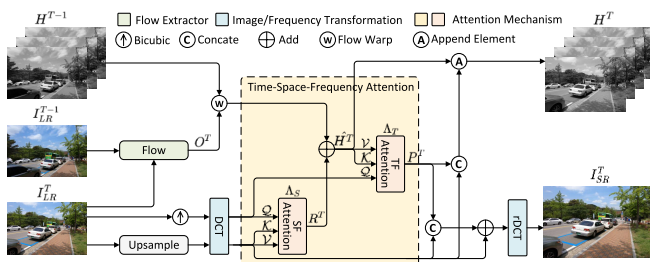 Flow Extractor Image/Frequency Transformation Attention Mechanism
Bicubic C Concate Add w Flow Warp A Append Element
H^{T-1}
H^T
Time-Space-Frequency Attention
w
A
I_{LR}^{T-1}
Flow
O^T
\hat{H^T}
V
K
Q
Λ_T
TF
Attention
P^T
C
I_{LR}^T
I_{SR}^T
Λ_S
Q
K
V
SF
Attention
R^T
DCT
Upsample
C
rDCT